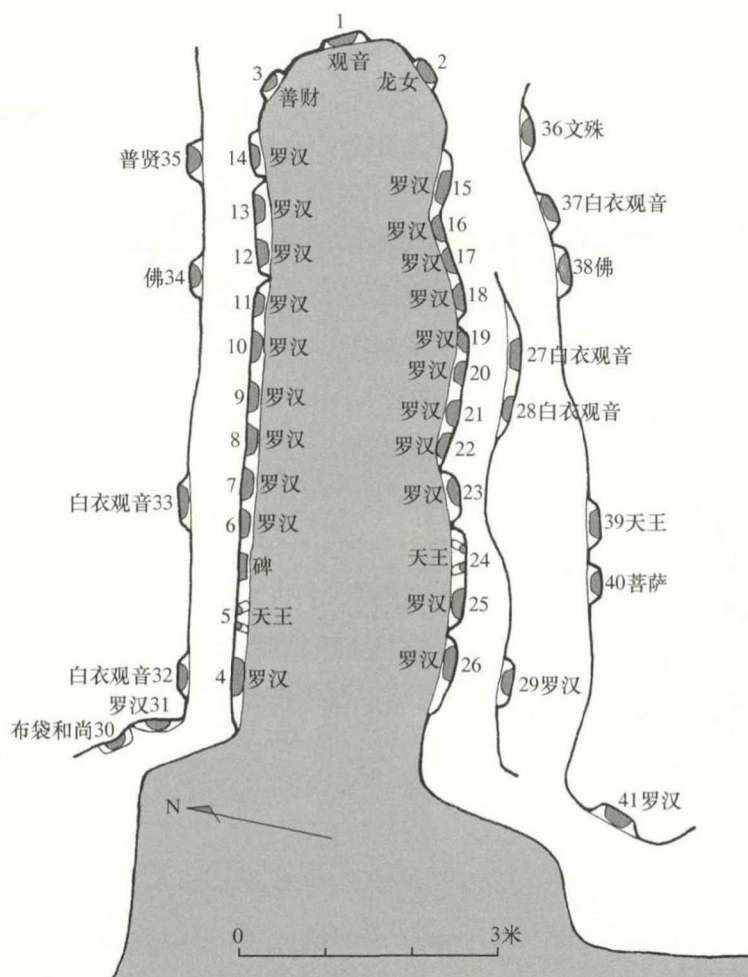 1
观音
2
龙女
3
善财
36文殊
普贤35
14 罗汉
罗汉 15
37白衣观音
13 罗汉
罗汉 16
12 罗汉
罗汉 17
佛34
38佛
11 罗汉
罗汉 18
10 罗汉
罗汉 19
27白衣观音
罗汉 20
9 罗汉
罗汉 21
28白衣观音
8 罗汉
罗汉 22
7 罗汉
罗汉 23
白衣观音33
6 罗汉
39天王
碑
天王 24
40菩萨
5 天王
罗汉 25
白衣观音32
4 罗汉
罗汉 26
29罗汉
罗汉31
布袋和尚30
41罗汉
N
0 3米